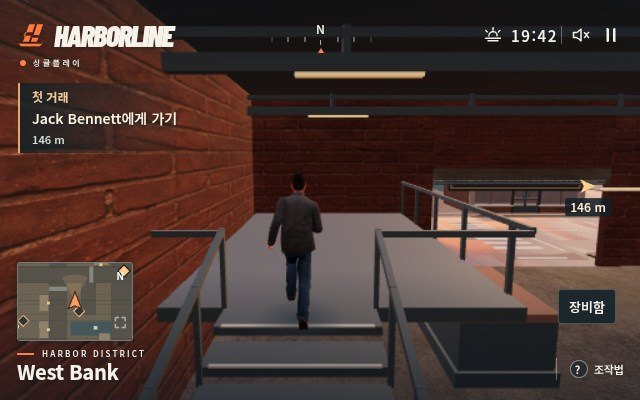 HARBORLINE
싱글플레이
N
19:42
첫 거래
Jack Bennett에게 가기
146 m
146 m
N
장비함
HARBOR DISTRICT
West Bank
? 조작법